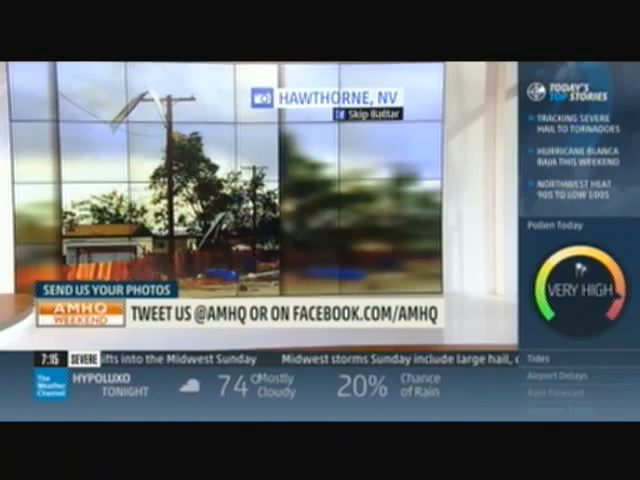 HAWTHORNE, NV
f Skip Baltar
SEND US YOUR PHOTOS
AMHQ
WEEKEND
TWEET US @AMHQ OR ON FACEBOOK.COM/AMHQ
TODAY'S
TOP STORIES
TRACKING SEVERE
HAIL TO TORNADOES
HURRICANE BLANCA
BAJA THIS WEEKEND
NORTHWEST HEAT
90S TO LOW 100S
Pollen Today
VERY HIGH
7:15 SEVERE ifts into the Midwest Sunday Midwest storms Sunday include large hail,
The
Weather
Channel
HYPOLUXO
TONIGHT
74° Mostly
Cloudy
20% Chance
of Rain
Tides
Airport Delays
Rain Forecast